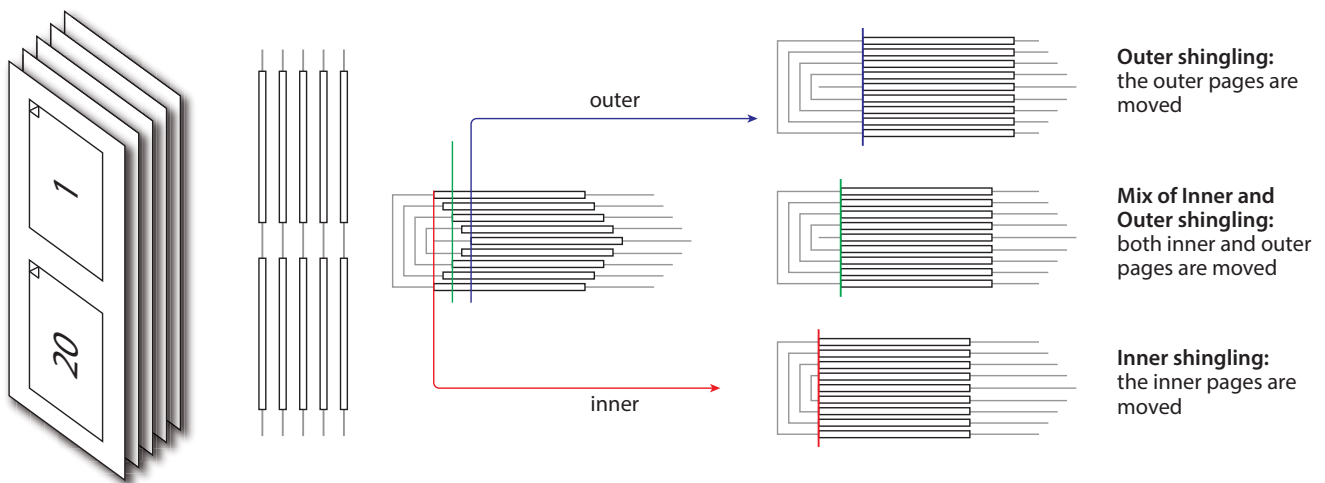 1
20
outer
inner
Outer shingling:
the outer pages are
moved
Mix of Inner and
Outer shingling:
both inner and outer
pages are moved
Inner shingling:
the inner pages are
moved